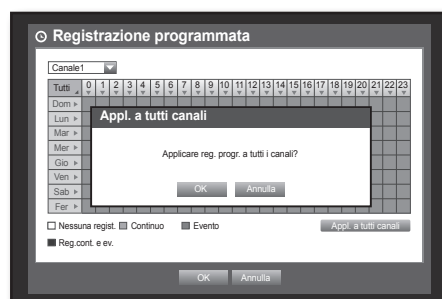 Registrazione programmata
Canale1
Tutti 0 1 2 3 4 5 6 7 8 9 10 11 12 13 14 15 16 17 18 19 20 21 22 23
Dom
Lun
Mar
Mer
Gio
Ven
Sab
Fer
Appl. a tutti canali
Applicare reg. progr. a tutti i canali?
OK Annulla
Nessuna regist. Continuo Evento Appl. a tutti canali
Reg.cont. e ev.
OK Annulla